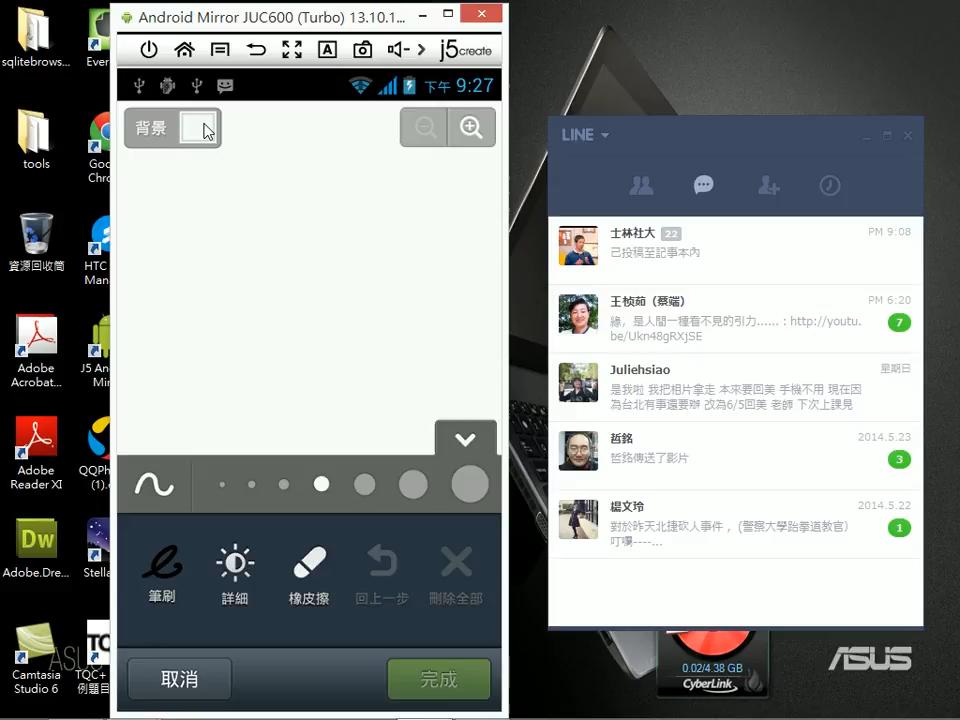 sqlitebrows...
Ever
tools
Goo
Chro
資源回收筒
HTC
Man
Adobe
Acrobat...
J5 An
Mir
Adobe
Reader XI
QQPh
(1).e
Dw
Adobe.Dre...
Stella
Camtasia
Studio 6
TQC
TQC+
例題目
Android Mirror JUC600 (Turbo) 13.10.1...
A
j5create
下午 9:27
背景
筆刷
詳細
橡皮擦
回上一步
刪除全部
取消
完成
LINE
士林社大 22
PM 9:08
已投稿至記事本內
王桢茹（蔡端）
PM 6:20
緣，是人間一種看不見的引力......：http://youtu.
be/Ukn48gRXjSE
7
Juliehsiao
星期日
是我啦 我把相片拿走 本來要回美 手機不用 現在因
為台北有事還要辦 改為6/5回美 老師 下次上課見
哲銘
2014.5.23
哲銘傳送了影片
3
楊文玲
2014.5.22
對於昨天北捷砍人事件，(警察大學跆拳道教官)
叮嚀----...
1
0.02/4.38 GB
CyberLink
ASUS